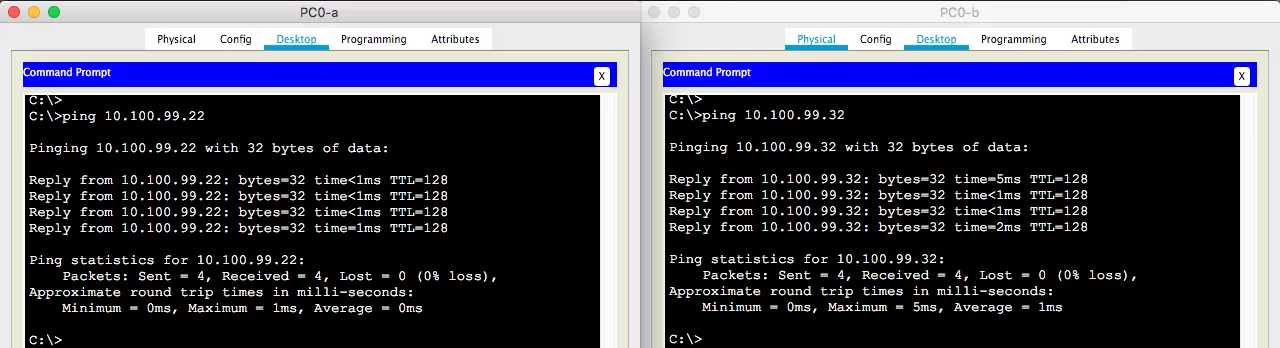 PC0-a
Physical Config Desktop Programming Attributes
Command Prompt
X
C:\>
C:\>ping 10.100.99.22
Pinging 10.100.99.22 with 32 bytes of data:
Reply from 10.100.99.22: bytes=32 time<1ms TTL=128
Reply from 10.100.99.22: bytes=32 time<1ms TTL=128
Reply from 10.100.99.22: bytes=32 time<1ms TTL=128
Reply from 10.100.99.22: bytes=32 time=1ms TTL=128
Ping statistics for 10.100.99.22:
Packets: Sent = 4, Received = 4, Lost = 0 (0% loss),
Approximate round trip times in milli-seconds:
Minimum = 0ms, Maximum = 1ms, Average = 0ms
C:\>
PC0-b
Physical Config Desktop Programming Attributes
Command Prompt
X
C:\>
C:\>ping 10.100.99.32
Pinging 10.100.99.32 with 32 bytes of data:
Reply from 10.100.99.32: bytes=32 time=5ms TTL=128
Reply from 10.100.99.32: bytes=32 time<1ms TTL=128
Reply from 10.100.99.32: bytes=32 time<1ms TTL=128
Reply from 10.100.99.32: bytes=32 time=2ms TTL=128
Ping statistics for 10.100.99.32:
Packets: Sent = 4, Received = 4, Lost = 0 (0% loss),
Approximate round trip times in milli-seconds:
Minimum = 0ms, Maximum = 5ms, Average = 1ms
C:\>